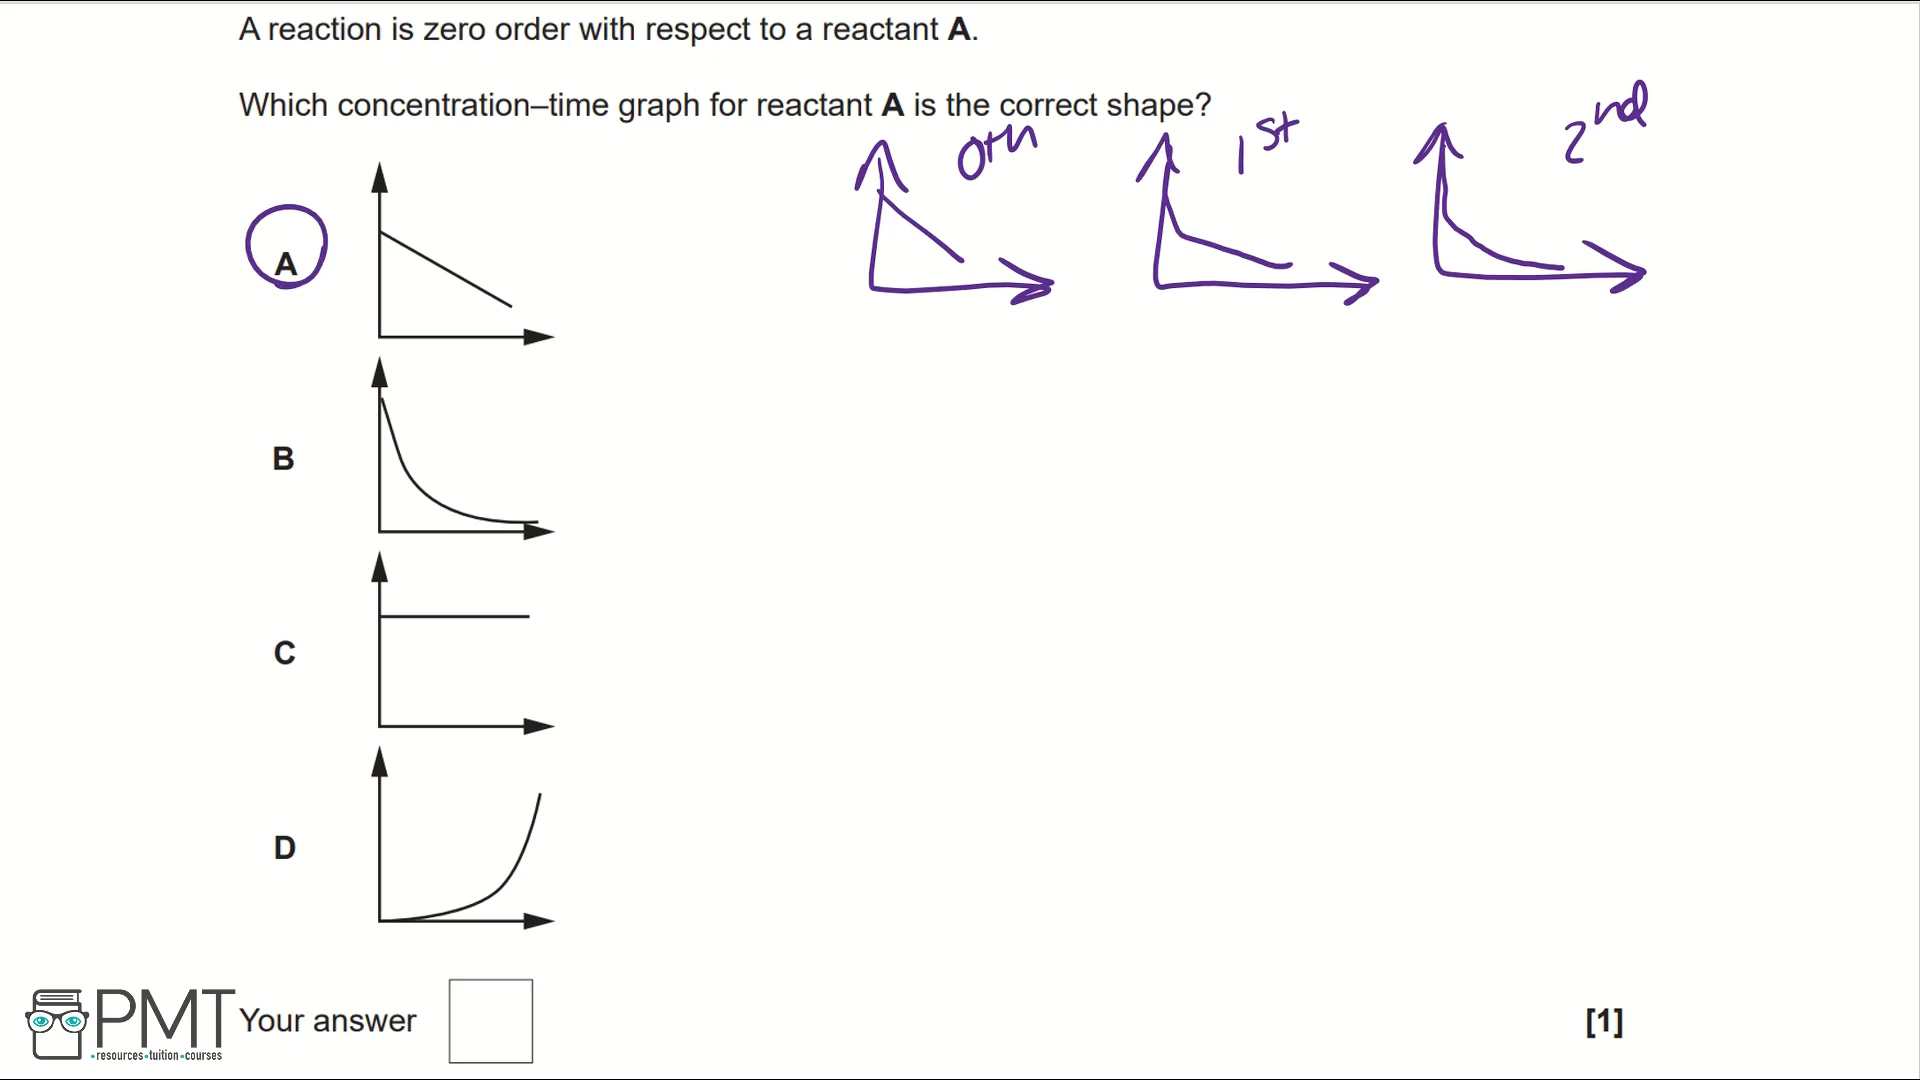 A reaction is zero order with respect to a reactant A.
Which concentration–time graph for reactant A is the correct shape?
0th
1st
2nd
A
B
C
D
PMT
•resources•tuition•courses
Your answer
[1]